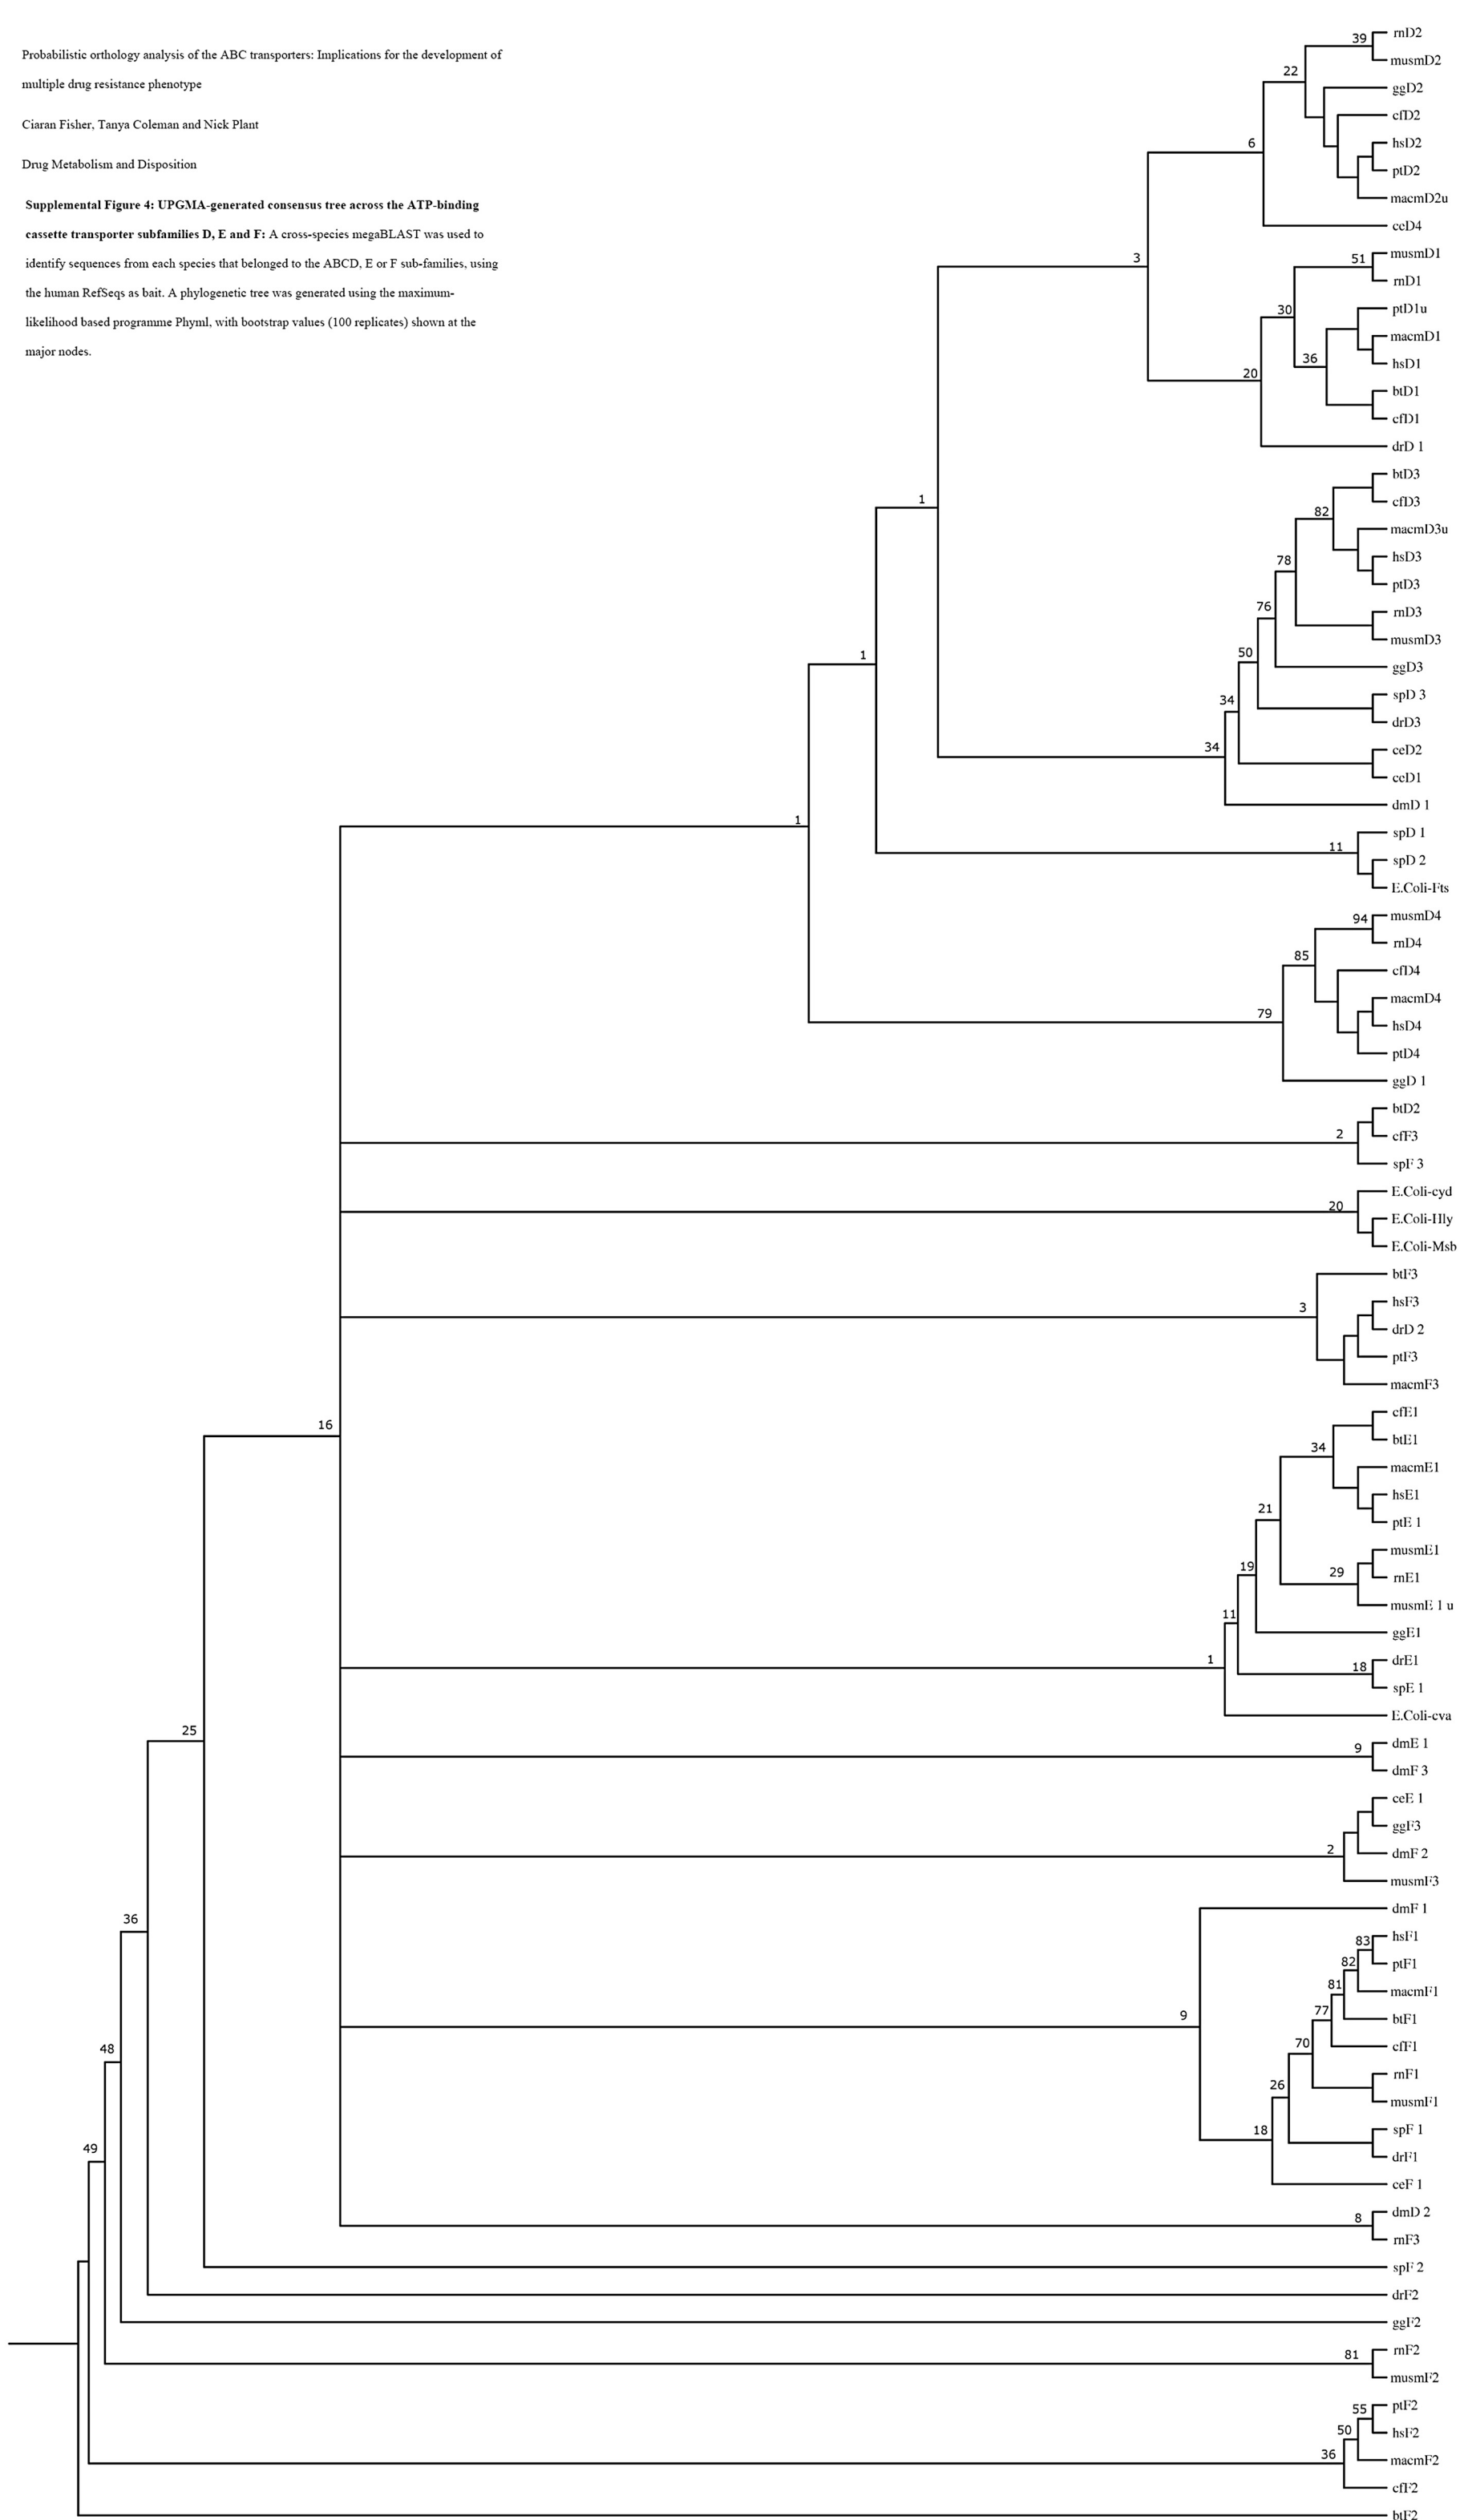 Probabilistic orthology analysis of the ABC transporters: Implications for the development of
multiple drug resistance phenotype
Ciaran Fisher, Tanya Coleman and Nick Plant
Drug Metabolism and Disposition
Supplemental Figure 4: UPGMA-generated consensus tree across the ATP-binding
cassette transporter subfamilies D, E and F: A cross-species megaBLAST was used to
identify sequences from each species that belonged to the ABCD, E or F sub-families, using
the human RefSeqs as bait. A phylogenetic tree was generated using the maximum-
likelihood based programme Phyml, with bootstrap values (100 replicates) shown at the
major nodes.
rnD2
39
musmD2
22
ggD2
cfD2
hsD2
6
ptD2
macmD2u
ceD4
musmD1
3
51
rnD1
30
ptD1u
macmD1
36
hsD1
20
btD1
cfD1
drD 1
btD3
1
cfD3
82
macmD3u
hsD3
78
ptD3
76
rnD3
musmD3
50
1
ggD3
34
spD 3
drD3
34
ceD2
ceD1
dmD 1
1
spD 1
11
spD 2
E.Coli-Fts
musmD4
94
rnD4
85
cfD4
macmD4
79
hsD4
ptD4
ggD 1
btD2
2
cfF3
spF 3
E.Coli-cyd
20
E.Coli-Hly
E.Coli-Msb
btF3
3
hsF3
drD 2
ptF3
macmF3
cfE1
16
btE1
34
macmE1
hsE1
21
ptE 1
musmE1
19
29
rnE1
musmE 1 u
11
ggE1
1
drE1
18
spE 1
E.Coli-cva
25
dmE 1
9
dmF 3
ceE 1
ggF3
2
dmF 2
musmF3
dmF 1
36
hsF1
83
ptF1
82
macmF1
81
9
77
btF1
70
cfF1
48
rnF1
26
musmF1
18
spF 1
49
drF1
ceF 1
dmD 2
8
rnF3
spF 2
drF2
ggF2
rnF2
81
musmF2
ptF2
55
hsF2
50
macmF2
36
cfF2
btF2